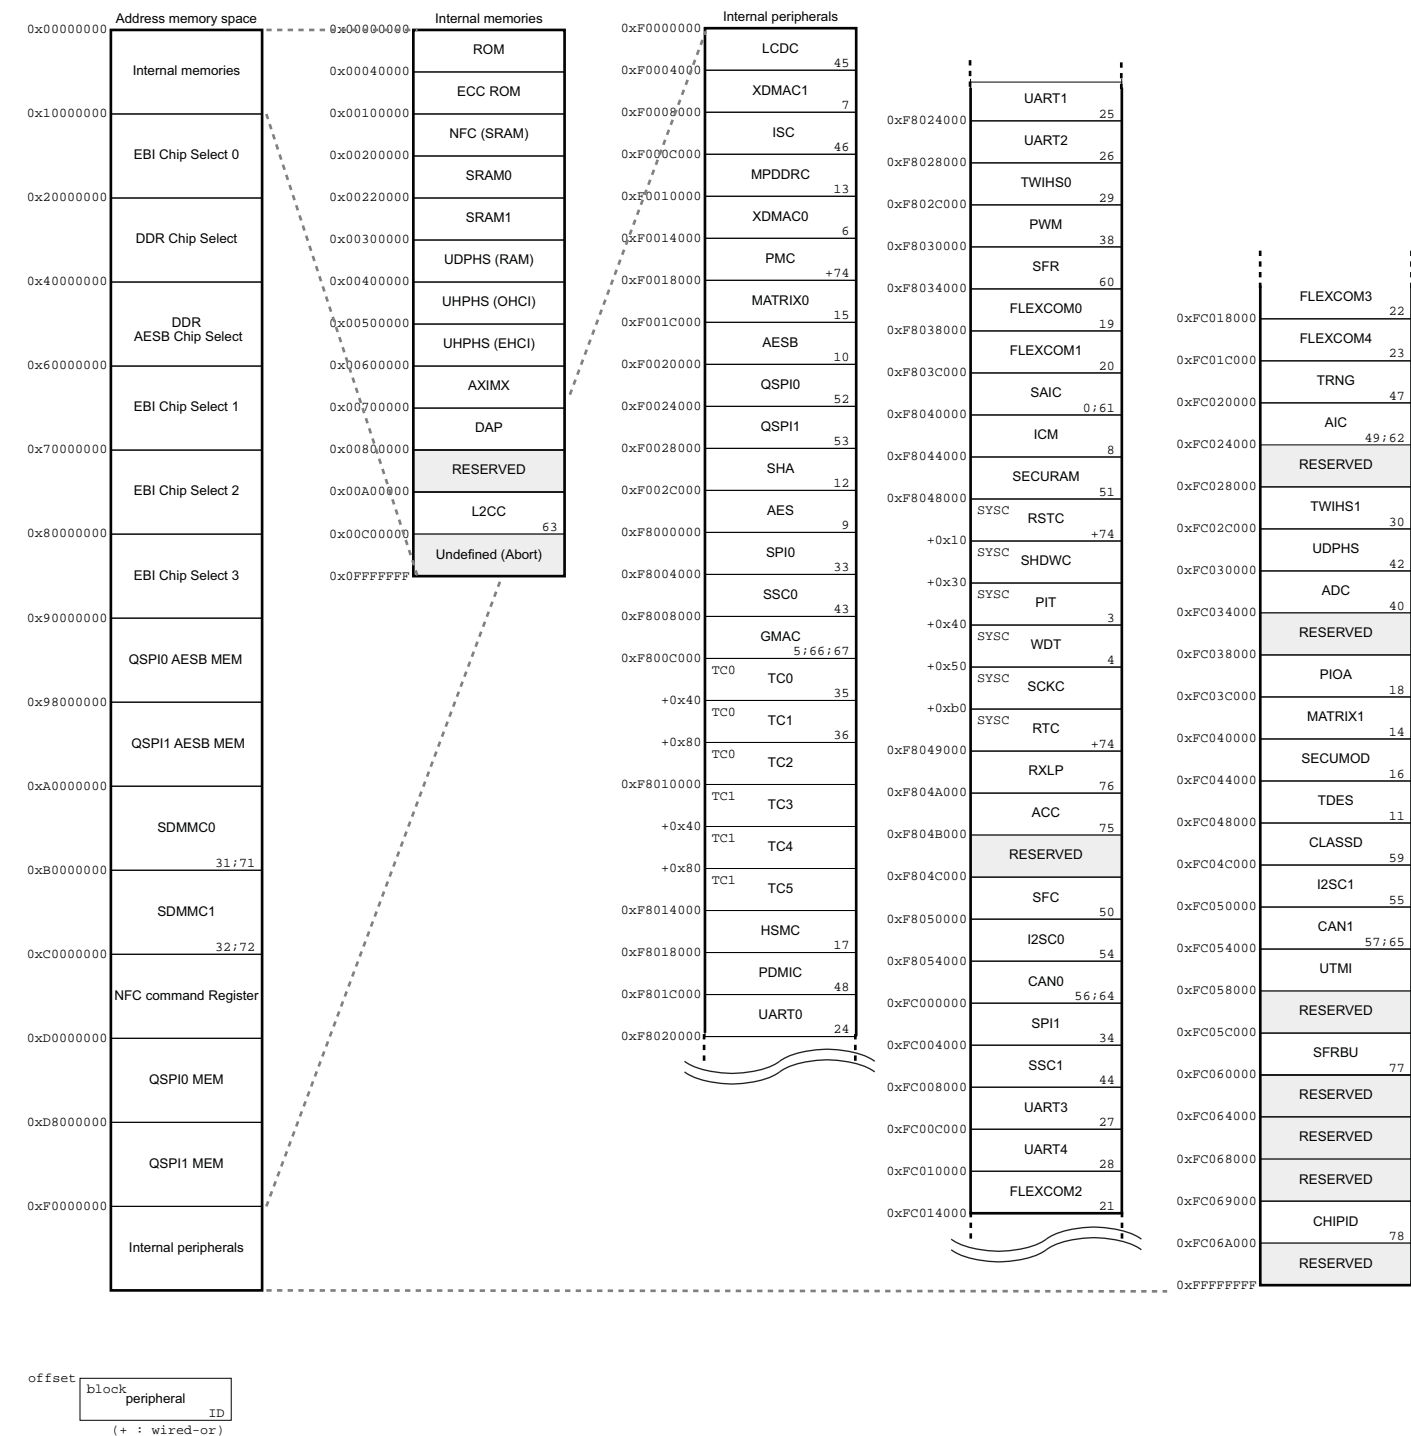 Address memory space
0x00000000
Internal memories
0x10000000
EBI Chip Select 0
0x20000000
DDR Chip Select
0x40000000
DDR
AESB Chip Select
0x60000000
EBI Chip Select 1
0x70000000
EBI Chip Select 2
0x80000000
EBI Chip Select 3
0x90000000
QSPI0 AESB MEM
0x98000000
QSPI1 AESB MEM
0xA0000000
SDMMC0
31;71
0xB0000000
SDMMC1
32;72
0xC0000000
NFC command Register
0xD0000000
QSPI0 MEM
0xD8000000
QSPI1 MEM
0xF0000000
Internal peripherals
Internal memories
0x00000000
ROM
0x00040000
ECC ROM
0x00100000
NFC (SRAM)
0x00200000
SRAM0
0x00220000
SRAM1
0x00300000
UDPHS (RAM)
0x00400000
UHPHS (OHCI)
0x00500000
UHPHS (EHCI)
0x00600000
AXIMX
0x00700000
DAP
0x00800000
RESERVED
0x00A00000
L2CC
63
0x00C00000
Undefined (Abort)
0x0FFFFFFF
Internal peripherals
0xF0000000
LCDC
45
0xF0004000
XDMAC1
7
0xF0008000
ISC
46
0xF000C000
MPDDRC
13
0xF0010000
XDMAC0
6
0xF0014000
PMC
+74
0xF0018000
MATRIX0
15
0xF001C000
AESB
10
0xF0020000
QSPI0
52
0xF0024000
QSPI1
53
0xF0028000
SHA
12
0xF002C000
AES
9
0xF8000000
SPI0
33
0xF8004000
SSC0
43
0xF8008000
GMAC
5;66;67
0xF800C000
TC0
TC0
35
+0x40
TC0
TC1
36
+0x80
TC0
TC2
0xF8010000
TC1
TC3
+0x40
TC1
TC4
+0x80
TC1
TC5
0xF8014000
HSMC
17
0xF8018000
PDMIC
48
0xF801C000
UART0
24
0xF8020000
UART1
25
0xF8024000
UART2
26
0xF8028000
TWIHS0
29
0xF802C000
PWM
38
0xF8030000
SFR
60
0xF8034000
FLEXCOM0
19
0xF8038000
FLEXCOM1
20
0xF803C000
SAIC
0;61
0xF8040000
ICM
8
0xF8044000
SECURAM
51
0xF8048000
SYSC
RSTC
+74
+0x10
SYSC
SHDWC
+0x30
SYSC
PIT
3
+0x40
SYSC
WDT
4
+0x50
SYSC
SCKC
+0xb0
SYSC
RTC
+74
0xF8049000
RXLP
76
0xF804A000
ACC
75
0xF804B000
RESERVED
0xF804C000
SFC
50
0xF8050000
I2SC0
54
0xF8054000
CAN0
56;64
0xFC000000
SPI1
34
0xFC004000
SSC1
44
0xFC008000
UART3
27
0xFC00C000
UART4
28
0xFC010000
FLEXCOM2
21
0xFC014000
FLEXCOM3
22
0xFC018000
FLEXCOM4
23
0xFC01C000
TRNG
47
0xFC020000
AIC
49;62
0xFC024000
RESERVED
0xFC028000
TWIHS1
30
0xFC02C000
UDPHS
42
0xFC030000
ADC
40
0xFC034000
RESERVED
0xFC038000
PIOA
18
0xFC03C000
MATRIX1
14
0xFC040000
SECUMOD
16
0xFC044000
TDES
11
0xFC048000
CLASSD
59
0xFC04C000
I2SC1
55
0xFC050000
CAN1
57;65
0xFC054000
UTMI
0xFC058000
RESERVED
0xFC05C000
SFRBU
77
0xFC060000
RESERVED
0xFC064000
RESERVED
0xFC068000
RESERVED
0xFC069000
CHIPID
78
0xFC06A000
RESERVED
0xFFFFFFFF
offset
block
peripheral
ID
(+ : wired-or)